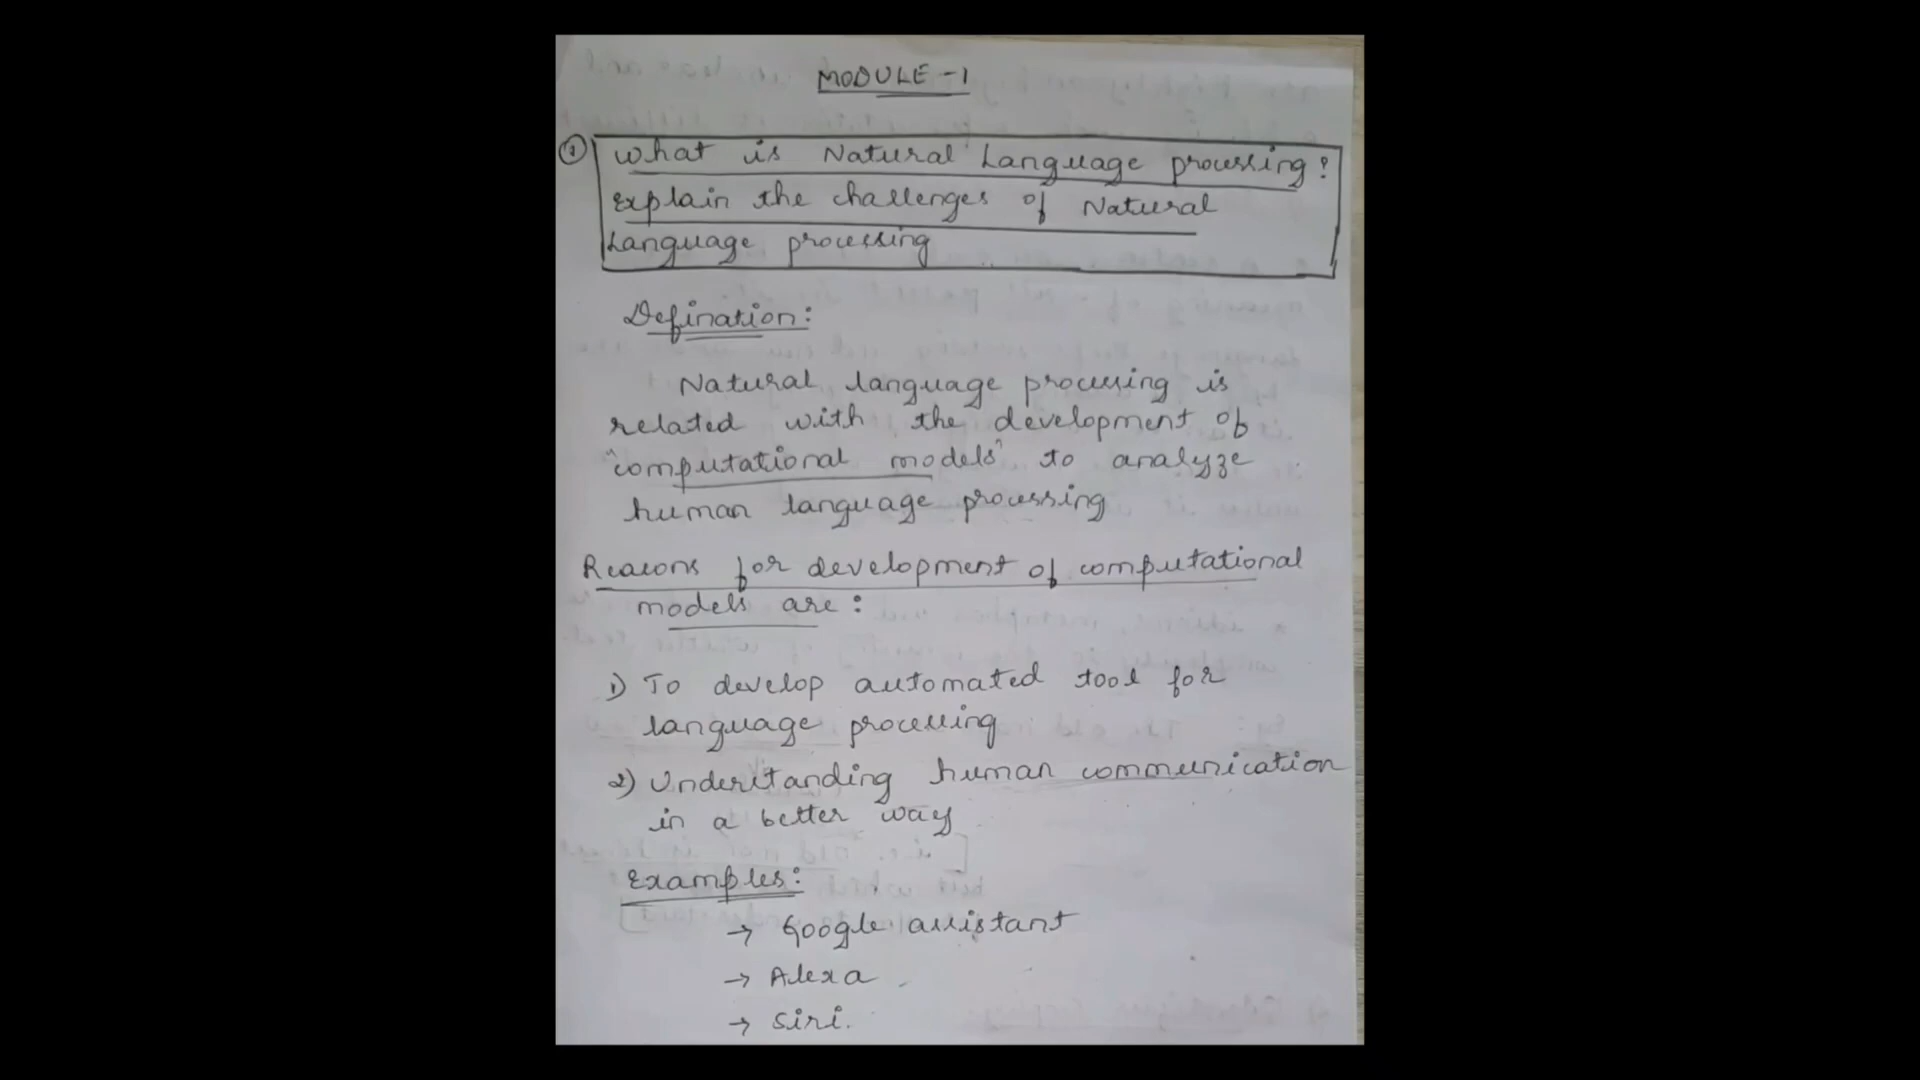 MODULE-1
① What is Natural Language processing?
Explain the challenges of Natural
Language processing
Defination:
Natural language processing is
related with the development of
"computational models" to analyze
human language processing
Reasons for development of computational
models are:
1) To develop automated tool for
language processing
2) Understanding human communication
in a better way
Examples:
→ Google assistant
→ Alexa
→ Siri.